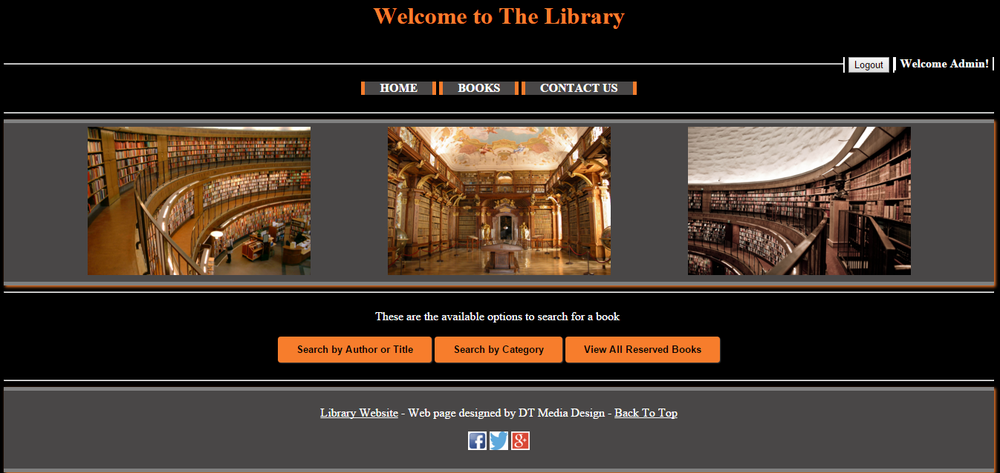 Welcome to The Library
Logout Welcome Admin!
HOME BOOKS CONTACT US
These are the available options to search for a book
Search by Author or Title Search by Category View All Reserved Books
Library Website - Web page designed by DT Media Design - Back To Top
f g+